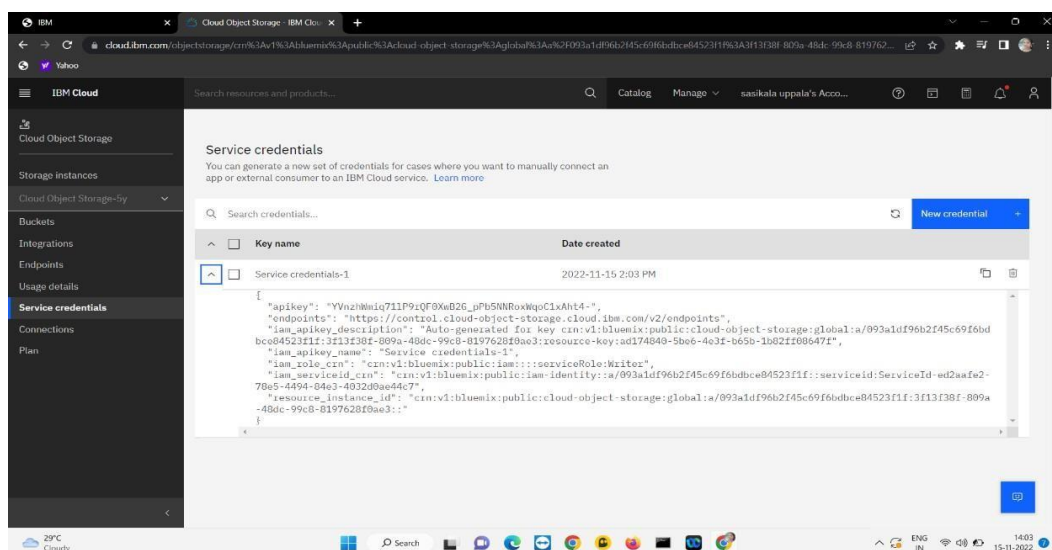 IBM
Cloud Object Storage - IBM Clou
cloud.ibm.com/objectstorage/
Yahoo
IBM Cloud
Search resources and products...
Catalog
Manage
sasikala uppala's Acco...
Cloud Object Storage
Storage instances
Cloud Object Storage-5y
Buckets
Integrations
Endpoints
Usage details
Service credentials
Connections
Plan
Service credentials
You can generate a new set of credentials for cases where you want to manually connect an
app or external consumer to an IBM Cloud service. Learn more
Search credentials...
New credential +
Key name Date created
Service credentials-1 2022-11-15 2:03 PM
{
"apikey":
"endpoints": "https://control.cloud-object-storage.cloud.ibm.com/v2/endpoints",
"iam_apikey_description": "Auto-generated for key crn:v1:bluemix:public:cloud-object-storage:global:a/093a1df96b2f45c69f6bd
bce84523f1f:3f13f38f-809a-48dc-99c8-8197628f0ae3:resource-key:ad174840-5be6-4e3f-b65b-1b82ff08647f",
"iam_apikey_name": "Service credentials-1",
"iam_role_crn": "crn:v1:bluemix:public:iam::::serviceRole:Writer",
"iam_serviceid_crn": "crn:v1:bluemix:public:iam-identity::a/093a1df96b2f45c69f6bdbce84523f1f::serviceid:ServiceId-ed2aafe2-
78e5-4494-84e3-4032d0ae44c7",
"resource_instance_id": "crn:v1:bluemix:public:cloud-object-storage:global:a/093a1df96b2f45c69f6bdbce84523f1f:3f13f38f-809a
-48dc-99c8-8197628f0ae3::"
}
29°C
Cloudy
Search
ENG
IN
14:03
15-11-2022